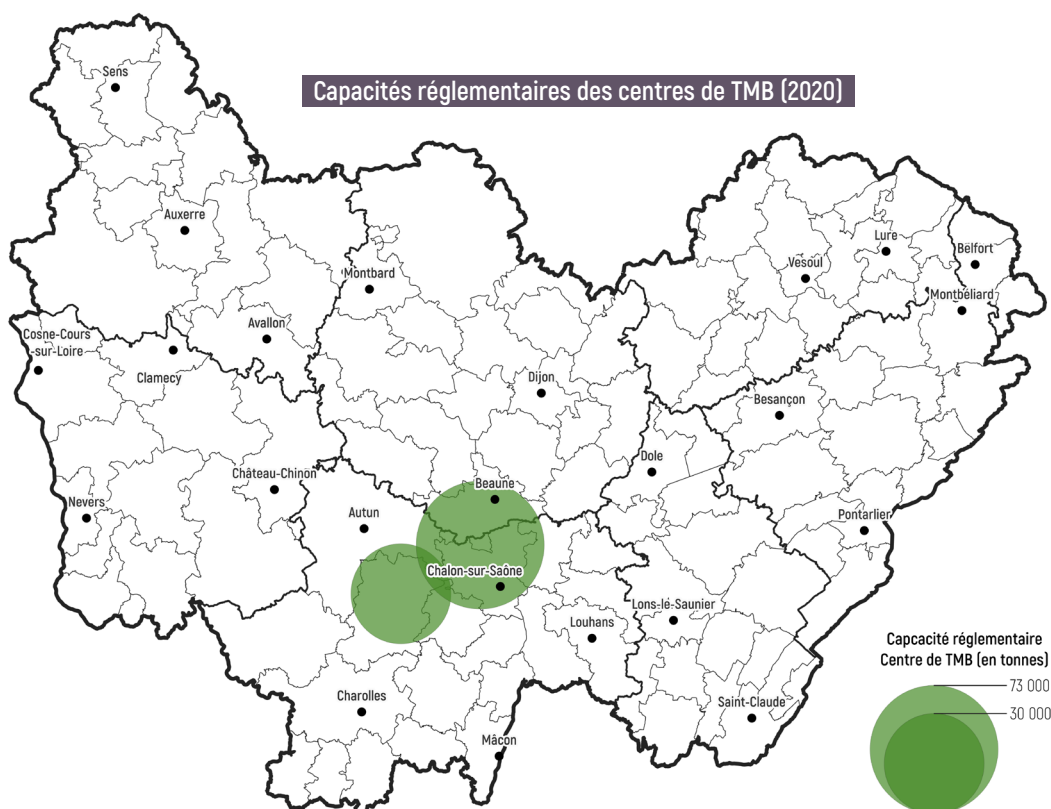 Sens
Capacités réglementaires des centres de TMB (2020)
Auxerre
Lure
Belfort
Vesoul
Montbard
Montbéliard
Avallon
Cosne-Cours
-sur-Loire
Clamecy
Dijon
Besançon
Dole
Château-Chinon
Beaune
Nevers
Autun
Pontarlier
Chalon-sur-Saône
Lons-le-Saunier
Louhans
Charolles
Saint-Claude
Mâcon
Capcacité réglementaire
Centre de TMB (en tonnes)
73 000
30 000